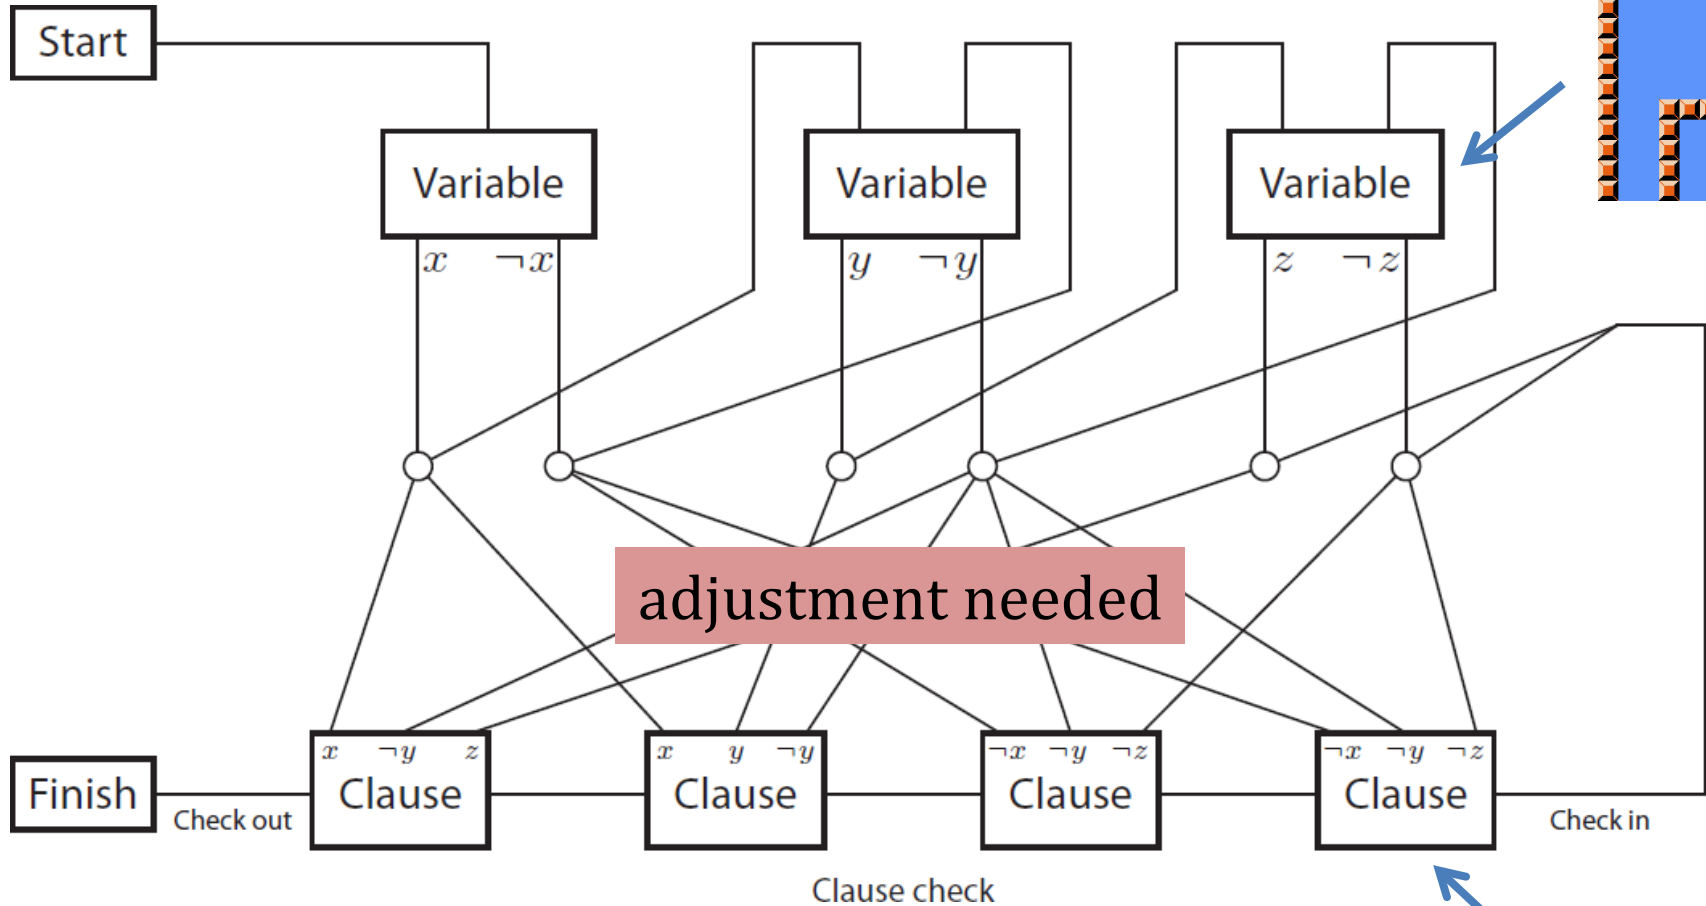 Start
Variable Variable Variable
x ¬x y ¬y z ¬z
adjustment needed
x ¬y z x y ¬y ¬x ¬y ¬z ¬x ¬y ¬z
Finish Clause Clause Clause Clause
Check out Check in
Clause check